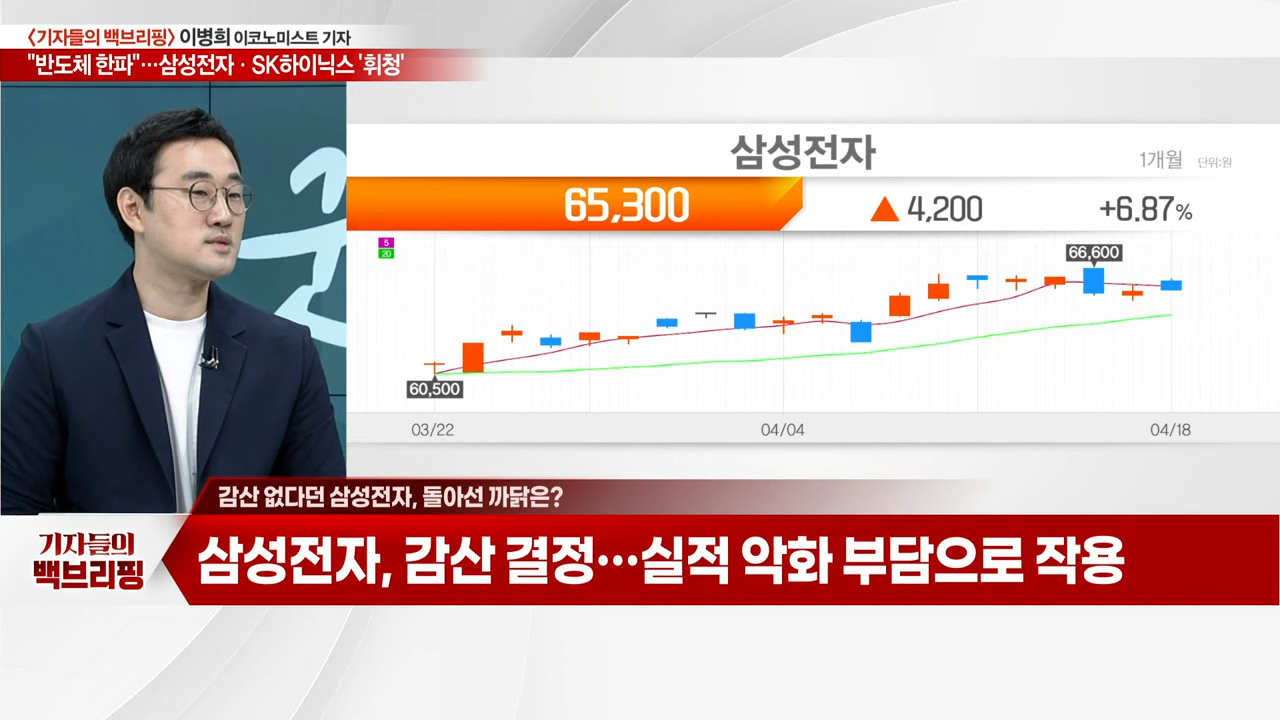 〈기자들의 백브리핑〉 이병희 이코노미스트 기자
"반도체 한파"…삼성전자·SK하이닉스 '휘청'
삼성전자
1개월 단위:원
65,300 ▲ 4,200 +6.87%
5
20
66,600
60,500
03/22 04/04 04/18
감산 없다던 삼성전자, 돌아선 까닭은?
기자들의
백브리핑
삼성전자, 감산 결정…실적 악화 부담으로 작용